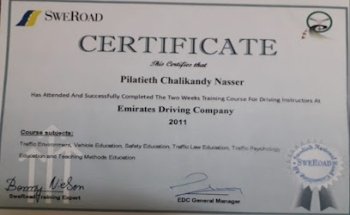 SWEROAD
CERTIFICATE
This Certifies that
Pilatieth Chalikandy Nasser
Has Attended And Successfully Completed The Two Weeks Training Course For Driving Instructors At
Emirates Driving Company
2011
Course subjects:
Traffic Environment, Vehicle Education, Safety Education, Traffic Law Education, Traffic Psychology
Education and Teaching Methods Education
SweRoad Training Expert
EDC General Manager
SWEROAD